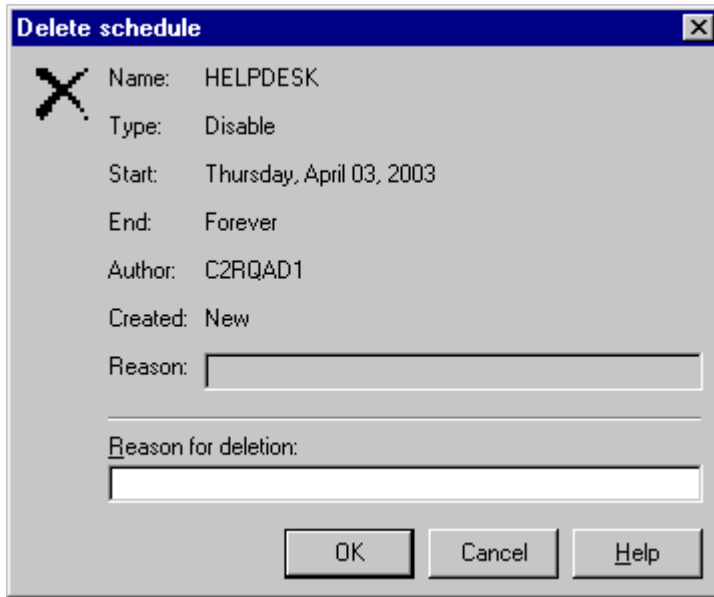 Delete schedule
Name: HELPDESK
Type: Disable
Start: Thursday, April 03, 2003
End: Forever
Author: C2RQAD1
Created: New
Reason:
Reason for deletion:
OK Cancel Help